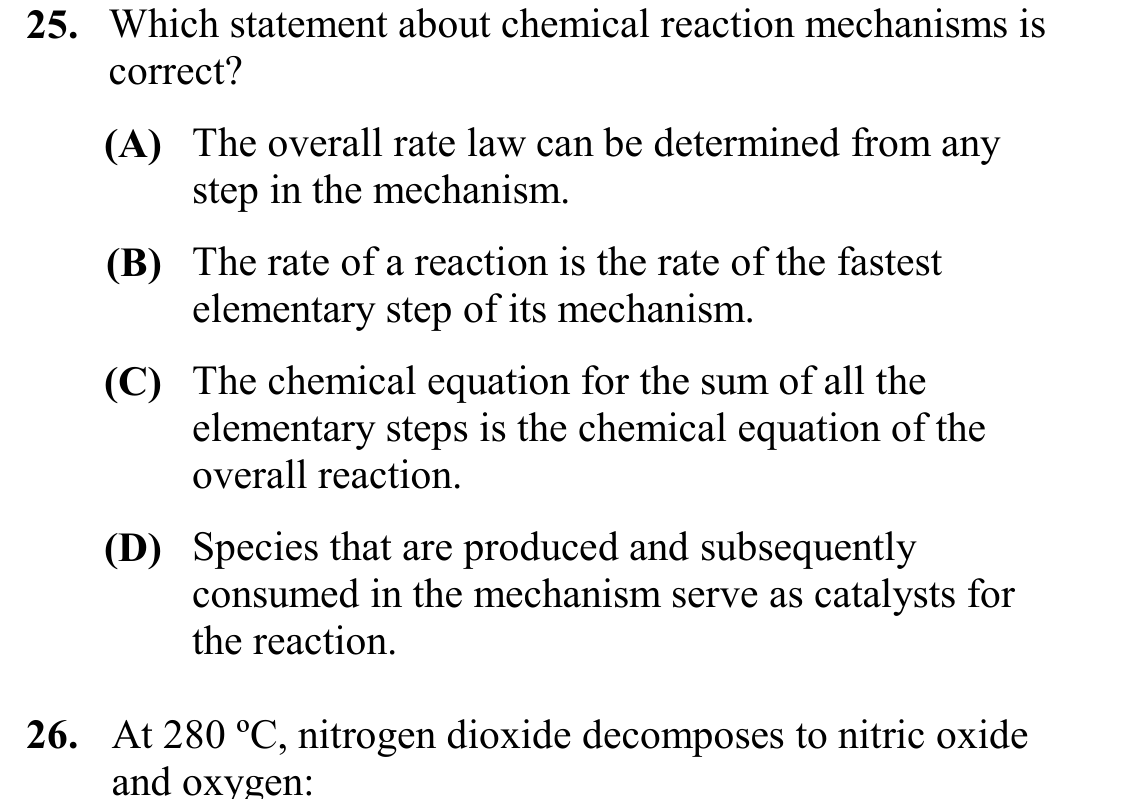 25. Which statement about chemical reaction mechanisms is
correct?
(A) The overall rate law can be determined from any
step in the mechanism.
(B) The rate of a reaction is the rate of the fastest
elementary step of its mechanism.
(C) The chemical equation for the sum of all the
elementary steps is the chemical equation of the
overall reaction.
(D) Species that are produced and subsequently
consumed in the mechanism serve as catalysts for
the reaction.
26. At 280 ºC, nitrogen dioxide decomposes to nitric oxide
and oxygen: